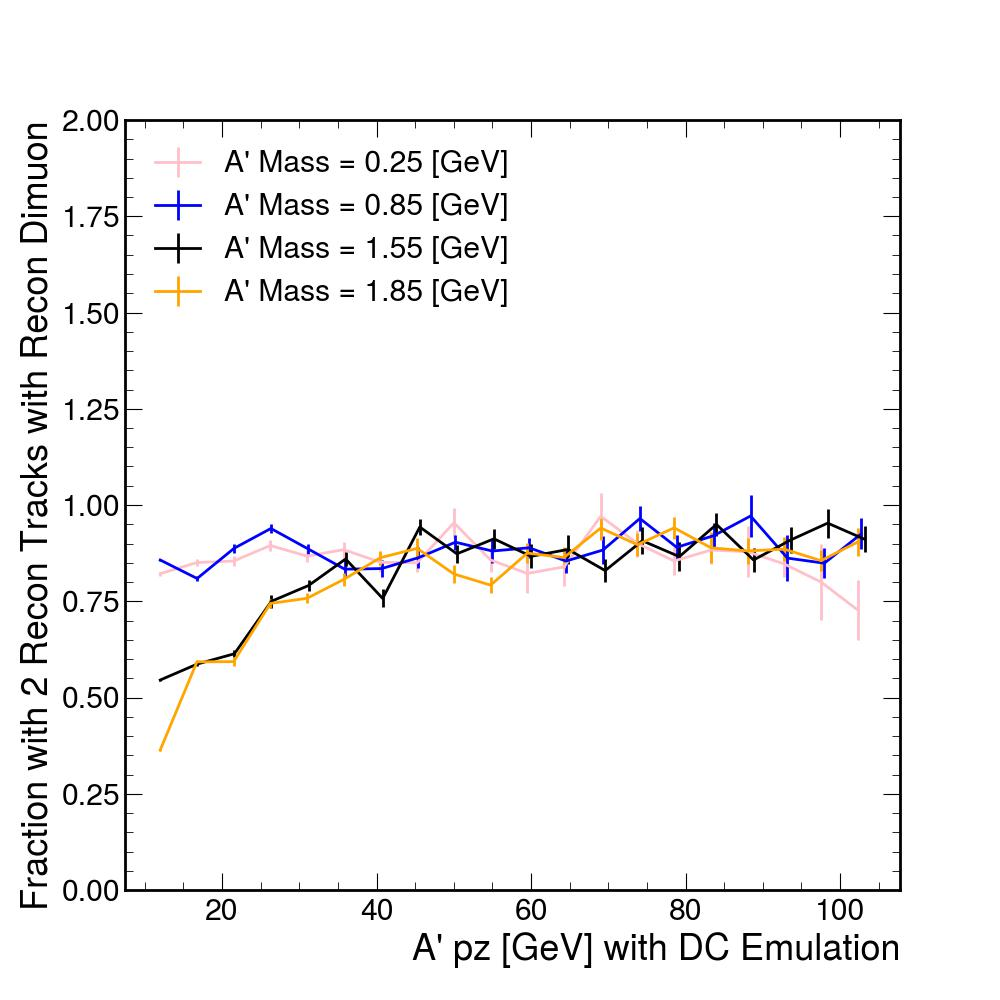 Fraction with 2 Recon Tracks with Recon Dimuon
2.00
1.75
1.50
1.25
1.00
0.75
0.50
0.25
0.00
A' Mass = 0.25 [GeV]
A' Mass = 0.85 [GeV]
A' Mass = 1.55 [GeV]
A' Mass = 1.85 [GeV]
20 40 60 80 100
A' pz [GeV] with DC Emulation